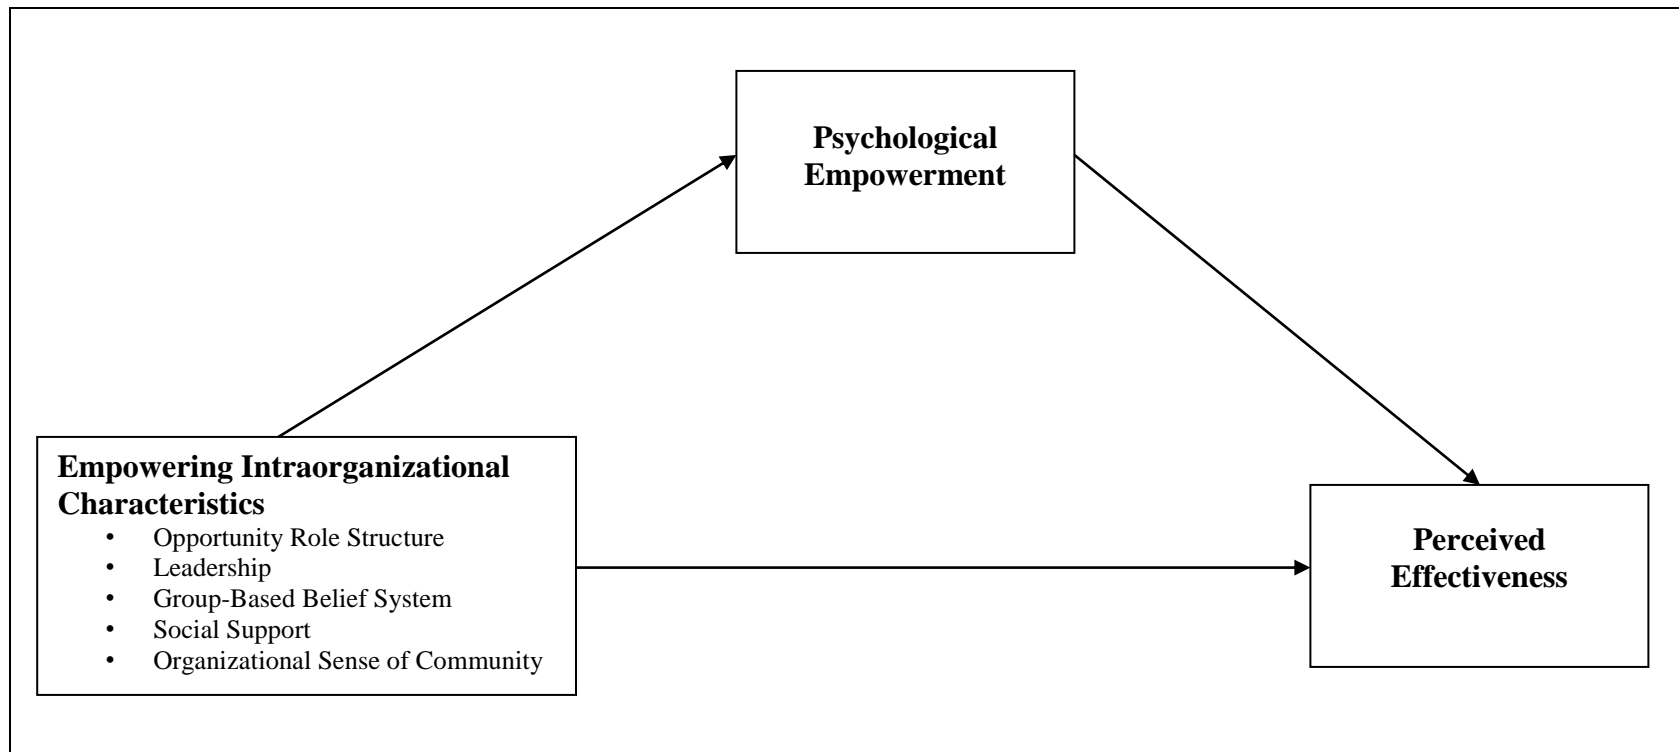 Psychological
Empowerment
Empowering Intraorganizational
Characteristics
• Opportunity Role Structure
• Leadership
• Group-Based Belief System
• Social Support
• Organizational Sense of Community
Perceived
Effectiveness